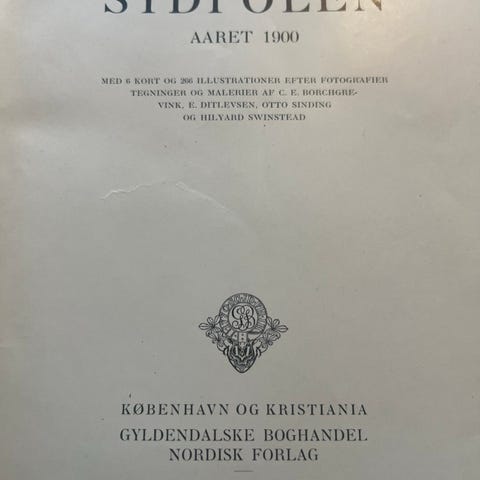 SYDPOLEN
AARET 1900
MED 6 KORT OG 266 ILLUSTRATIONER EFTER FOTOGRAFIER
TEGNINGER OG MALERIER AF C. E. BORCHGRE-
VINK, E. DITLEVSEN, OTTO SINDING
OG HILYARD SWINSTEAD
KØBENHAVN OG KRISTIANIA
GYLDENDALSKE BOGHANDEL
NORDISK FORLAG